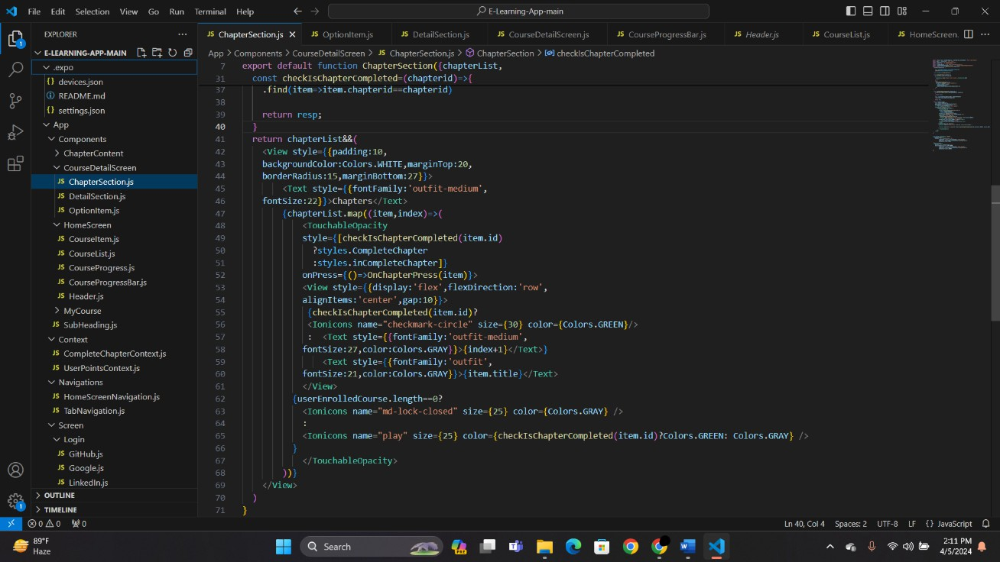 File Edit Selection View Go Run Terminal Help
E-Learning-App-main
EXPLORER
ChapterSection.js
OptionItem.js
DetailSection.js
CourseDetailScreen.js
CourseProgressBar.js
Header.js
CourseList.js
HomeScreen.
E-LEARNING-APP-MAIN
.expo
devices.json
README.md
settings.json
App
Components
ChapterContent
CourseDetailScreen
ChapterSection.js
DetailSection.js
OptionItem.js
HomeScreen
CourseItem.js
CourseList.js
CourseProgress.js
CourseProgressBar.js
Header.js
MyCourse
SubHeading.js
Context
CompleteChapterContext.js
UserPointsContext.js
Navigations
HomeScreenNavigation.js
TabNavigation.js
Screen
Login
GitHub.js
Google.js
LinkedIn.js
OUTLINE
TIMELINE
App > Components > CourseDetailScreen > JS ChapterSection.js > ChapterSection > checkIsChapterCompleted
7 export default function ChapterSection({chapterList,
31 const checkIsChapterCompleted=(chapterid)=>{
37 .find(item=>item.chapterid==chapterid)
38
39 return resp;
40 }
41 return chapterList&&(
42 <View style={{padding:10,
43 backgroundColor:Colors.WHITE,marginTop:20,
44 borderRadius:15,marginBottom:27}}>
45 <Text style={{fontFamily:'outfit-medium',
46 fontSize:22}}>Chapters</Text>
47 {chapterList.map((item,index)=>(
48 <TouchableOpacity
49 style={[checkIsChapterCompleted(item.id)
50 ?styles.CompleteChapter
51 :styles.inCompleteChapter]}
52 onPress={()=>OnChapterPress(item)}>
53 <View style={{display:'flex',flexDirection:'row',
54 alignItems:'center',gap:10}}>
55 {checkIsChapterCompleted(item.id)?
56 <Ionicons name="checkmark-circle" size={30} color={Colors.GREEN}/>
57 : <Text style={{fontFamily:'outfit-medium',
58 fontSize:27,color:Colors.GRAY}}>{index+1}</Text>}
59 <Text style={{fontFamily:'outfit',
60 fontSize:21,color:Colors.GRAY}}>{item.title}</Text>
61 </View>
62 {userEnrolledCourse.length==0?
63 <Ionicons name="md-lock-closed" size={25} color={Colors.GRAY} />
64 :
65 <Ionicons name="play" size={25} color={checkIsChapterCompleted(item.id)?Colors.GREEN: Colors.GRAY} />
66 }
67 </TouchableOpacity>
68 ))}
69 </View>
70 )
71 }
0 0 0
Ln 40, Col 4 Spaces: 2 UTF-8 LF {} JavaScript
89°F
Haze
Search
2:11 PM
4/5/2024